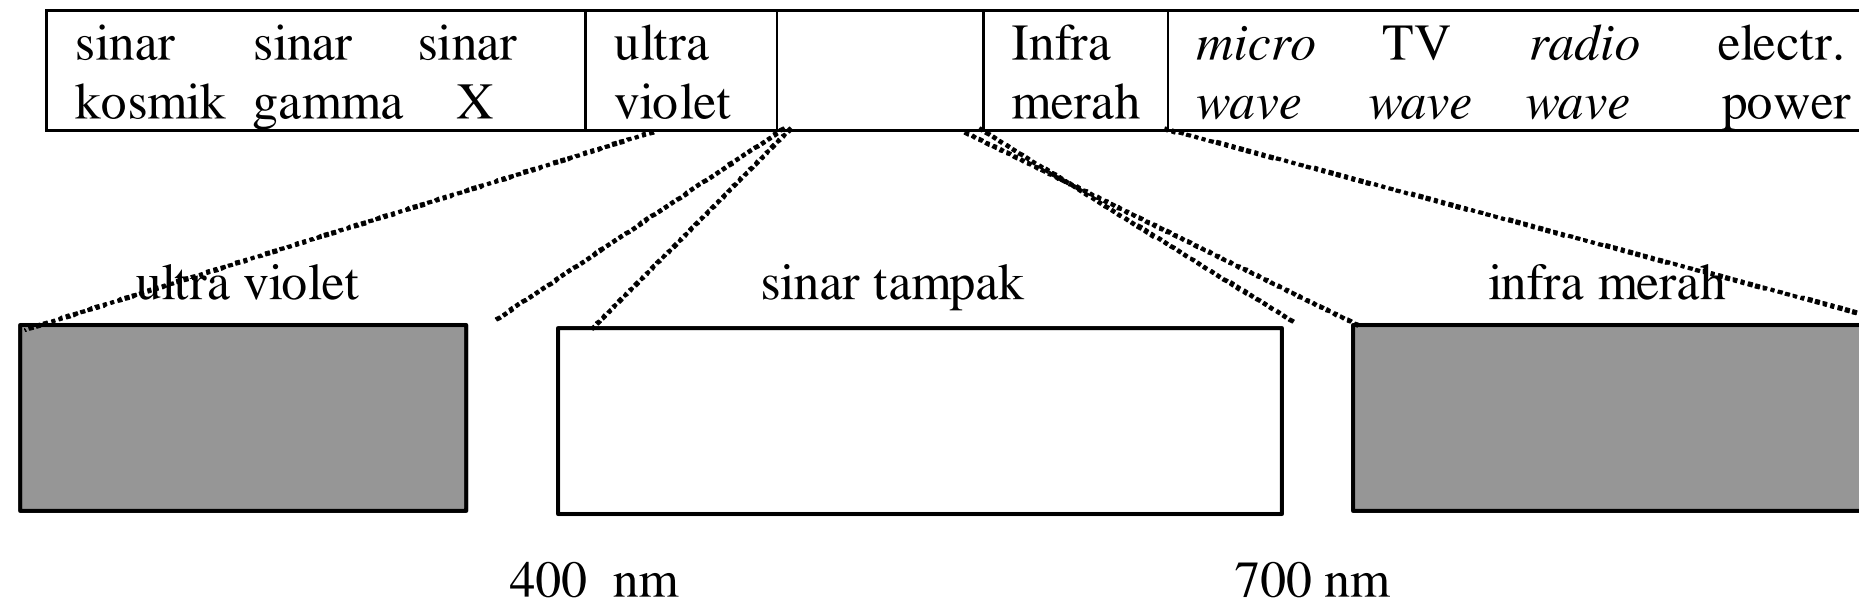 sinar sinar sinar ultra Infra micro TV radio electr.
kosmik gamma X violet merah wave wave wave power
ultra violet sinar tampak infra merah
400 nm 700 nm